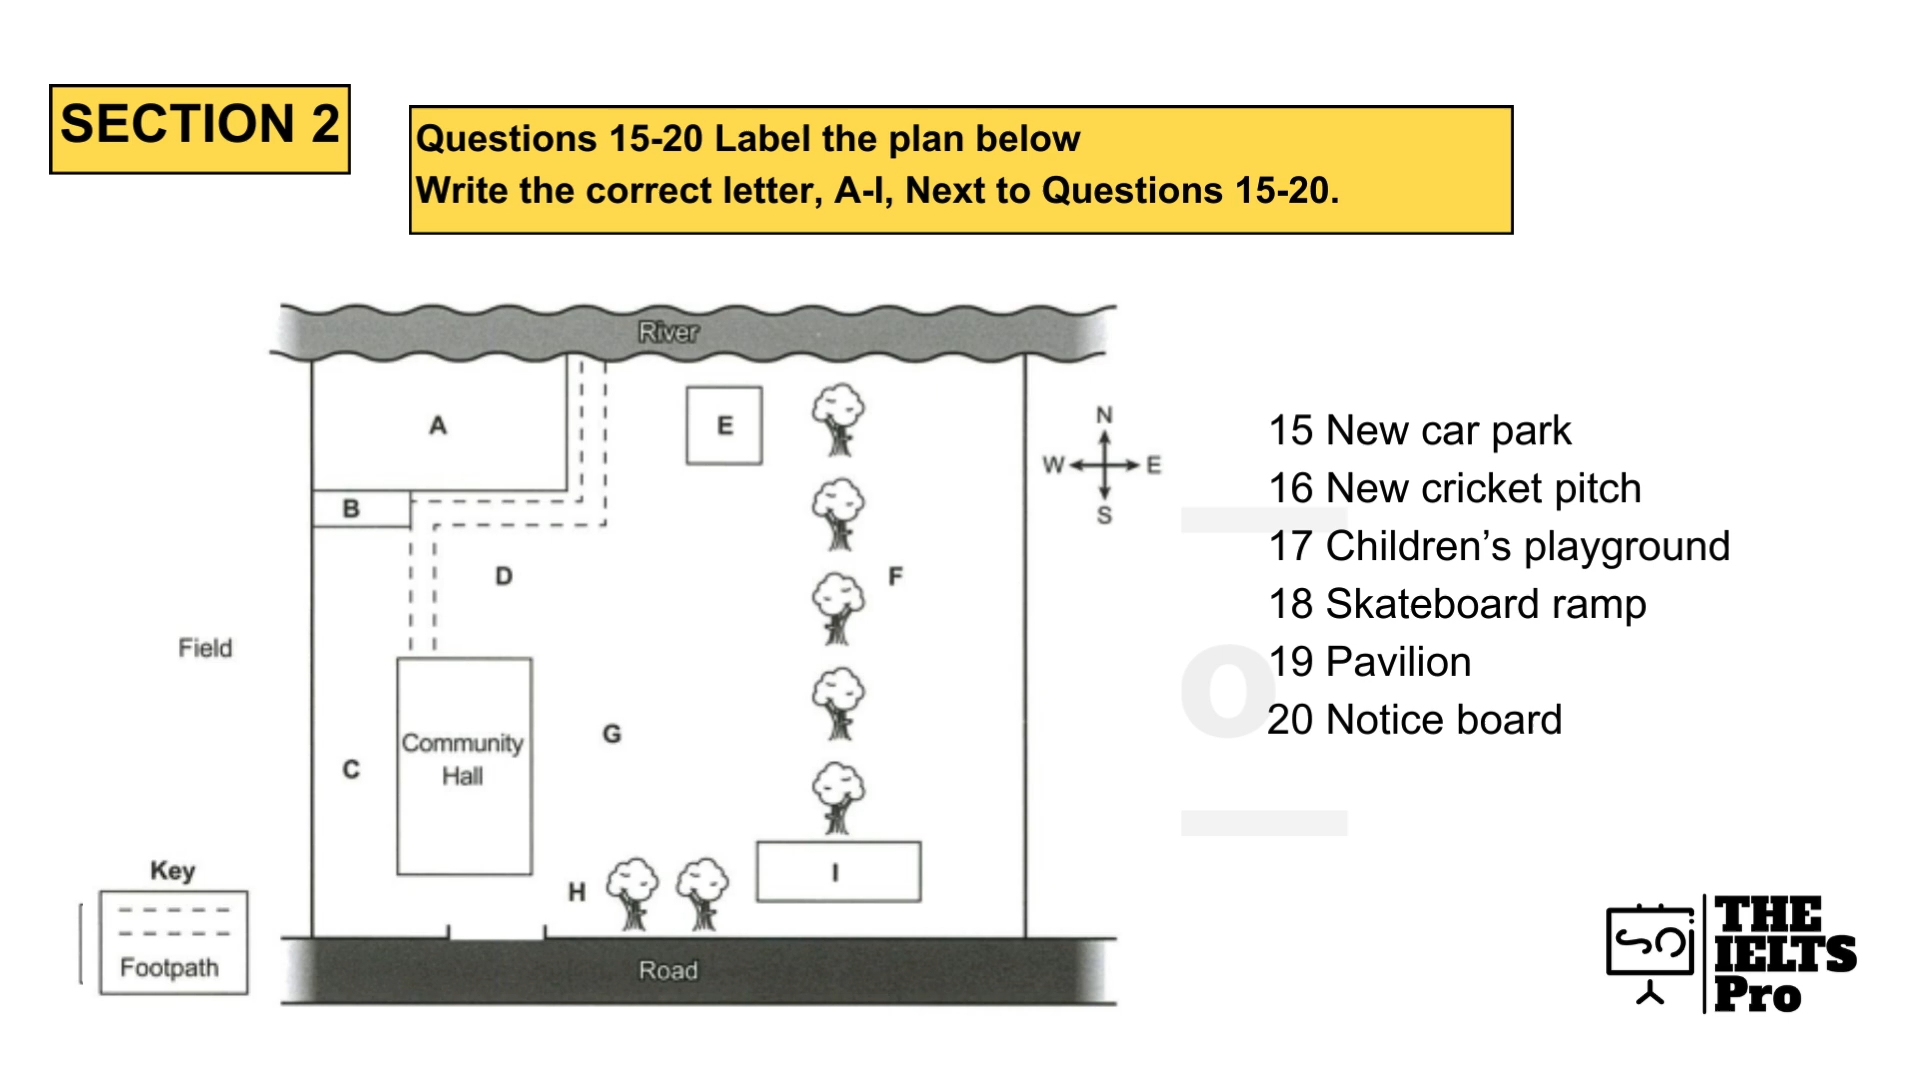 SECTION 2
Questions 15-20 Label the plan below
Write the correct letter, A-I, Next to Questions 15-20.
River
A
E
N
W E
S
B
D
F
Field
G
Community
Hall
C
Key
Footpath
H
I
Road
15 New car park
16 New cricket pitch
17 Children’s playground
18 Skateboard ramp
19 Pavilion
20 Notice board
THE
IELTS
Pro